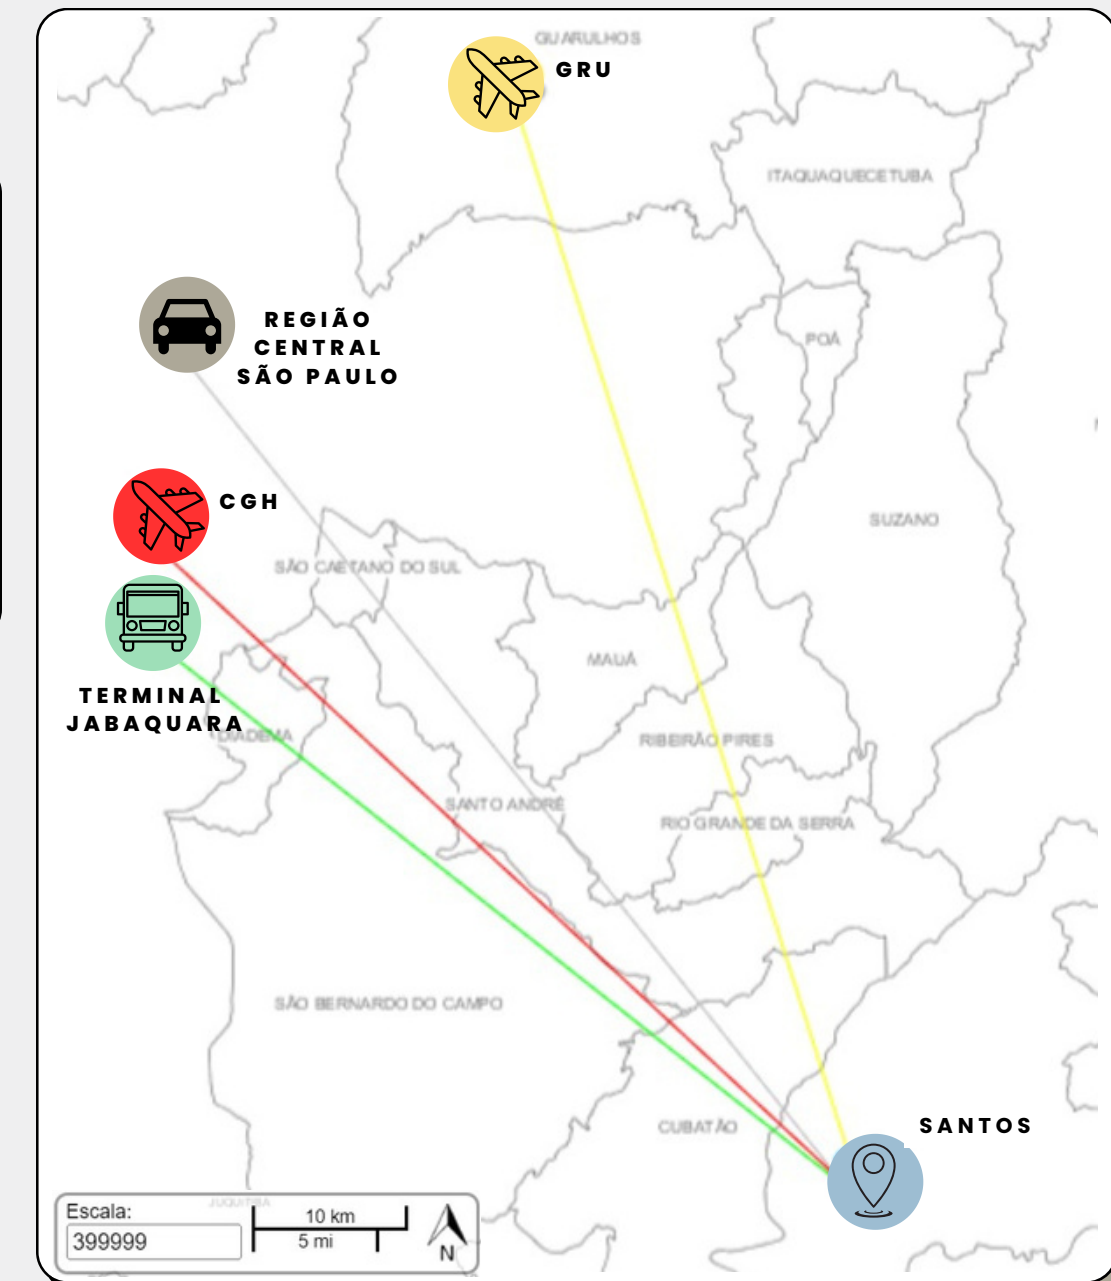 GUARULHOS
GRU
ITAQUAQUECETUBA
REGIÃO
CENTRAL
SÃO PAULO
POÁ
CGH
SUZANO
SÃO CAETANO DO SUL
MAUÁ
TERMINAL
JABAQUARA
DIADEMA
RIBEIRÃO PIRES
SANTO ANDRÉ
RIO GRANDE DA SERRA
SÃO BERNARDO DO CAMPO
CUBATÃO
SANTOS
JUQUITIBA
Escala:
399999
10 km
5 mi
N